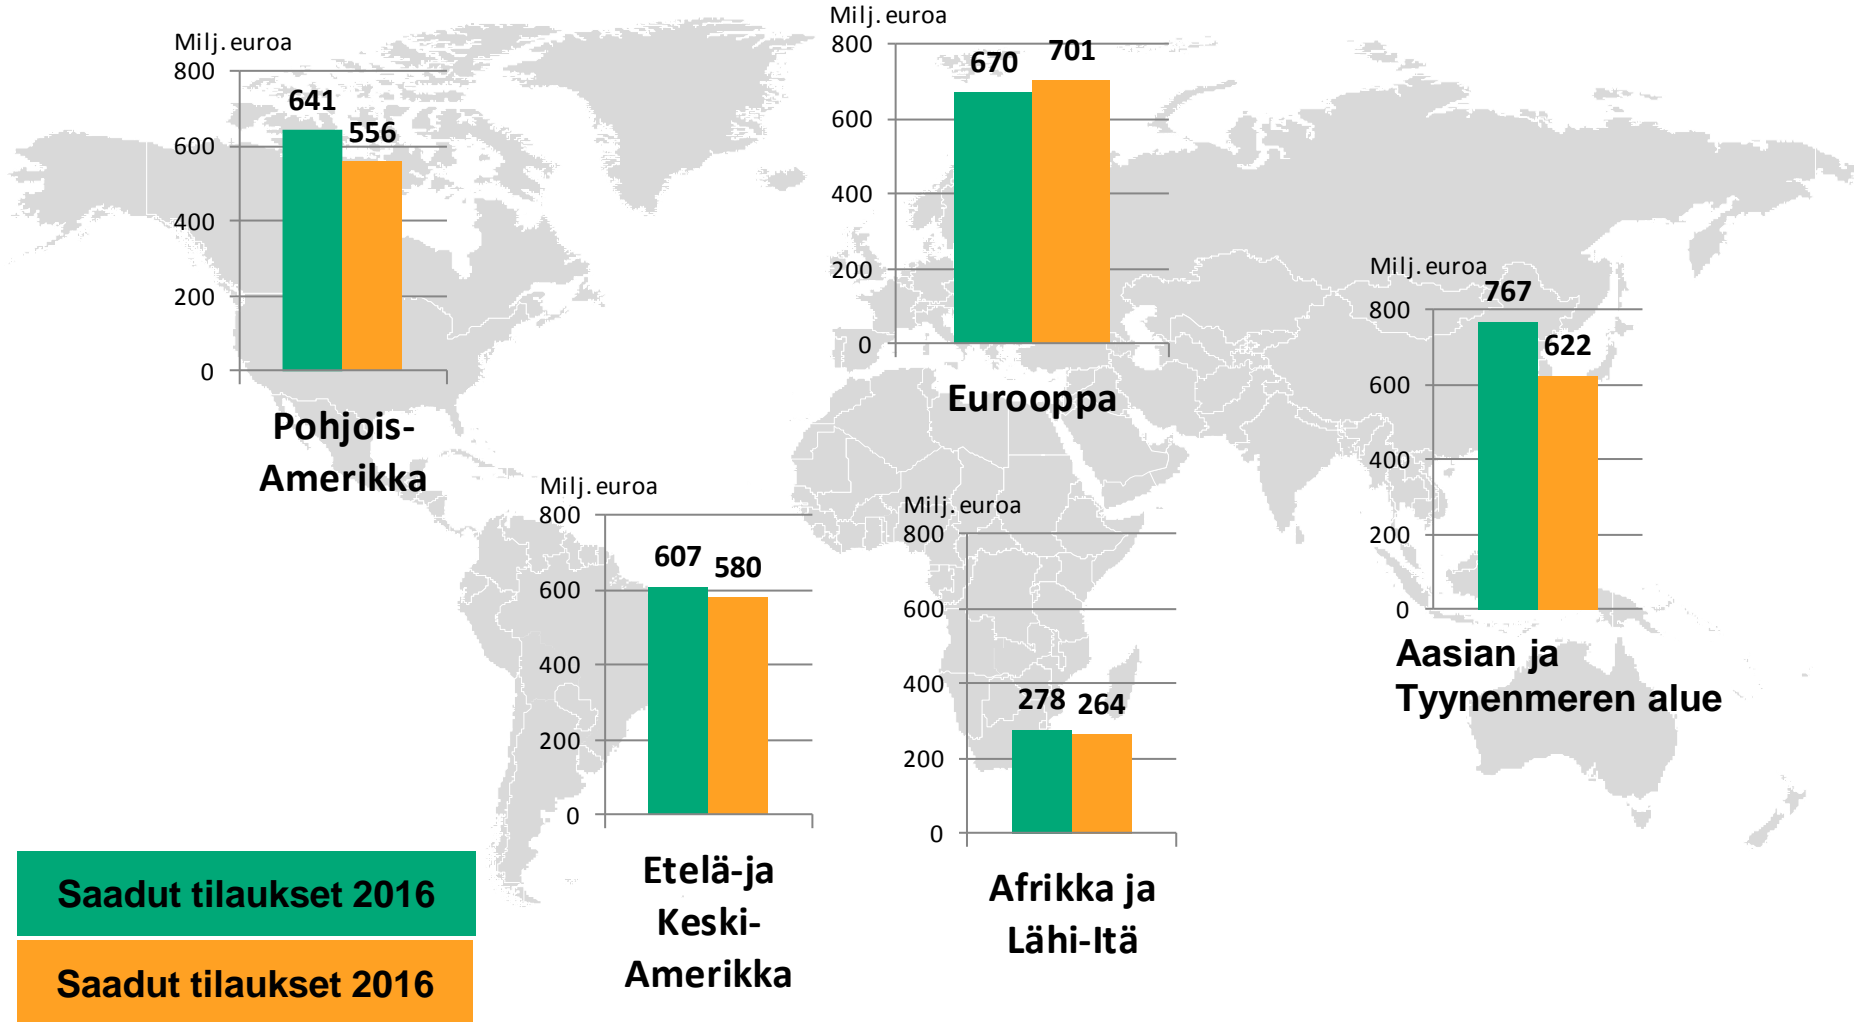 Milj. euroa
800
600
400
200
0
641
556
Pohjois-
Amerikka
Milj. euroa
800
600
400
200
0
670
701
Eurooppa
Milj. euroa
800
600
400
200
0
767
622
Aasian ja
Tyynenmeren alue
Milj. euroa
800
600
400
200
0
607
580
Etelä-ja
Keski-
Amerikka
Milj. euroa
800
600
400
200
0
278
264
Afrikka ja
Lähi-Itä
Saadut tilaukset 2016
Saadut tilaukset 2016